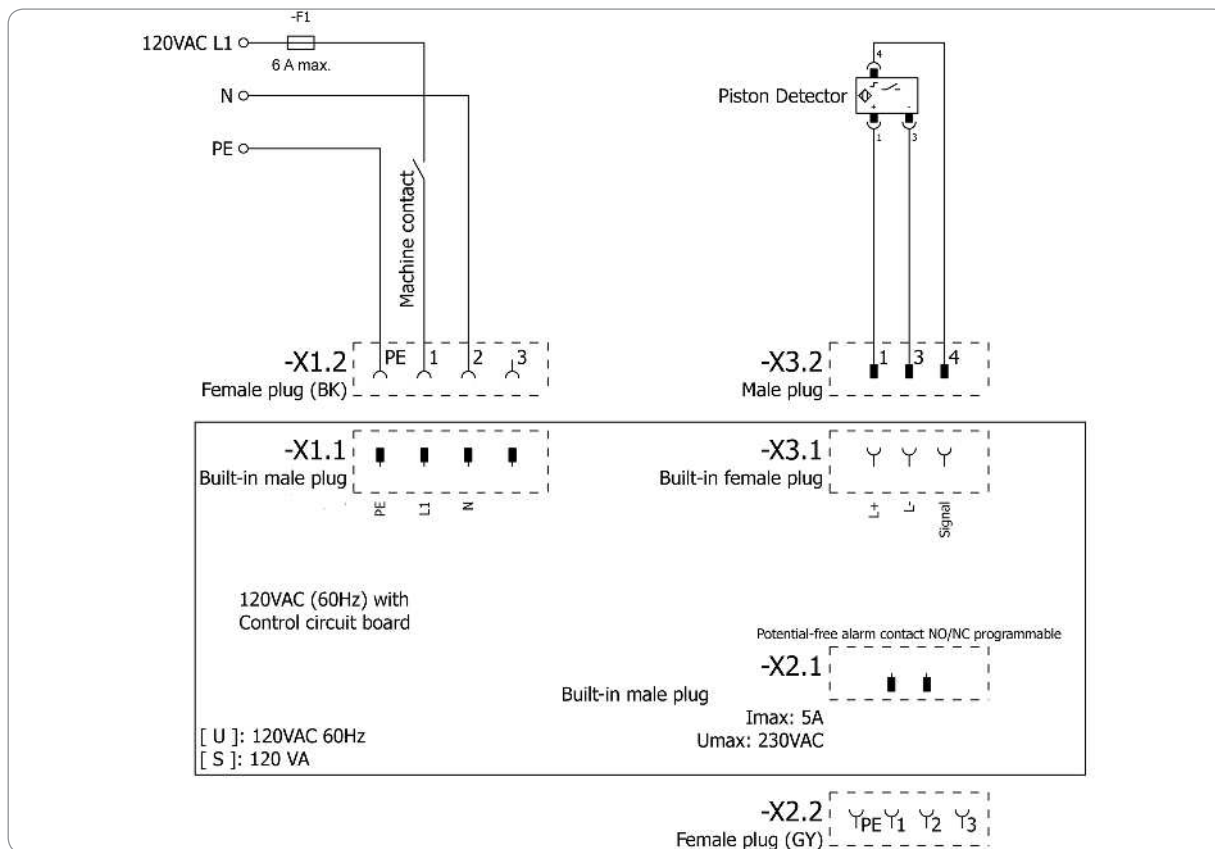 -F1
120VAC L1
6 A max.
N
PE
Machine contact
4
Piston Detector
+ -
1 3
-X1.2
PE 1 2 3
Female plug (BK)
-X3.2
1 3 4
Male plug
-X1.1
Built-in male plug
PE L1 N
-X3.1
Built-in female plug
L+ L- Signal
120VAC (60Hz) with
Control circuit board
Potential-free alarm contact NO/NC programmable
-X2.1
Built-in male plug
Imax: 5A
Umax: 230VAC
[ U ]: 120VAC 60Hz
[ S ]: 120 VA
-X2.2
PE 1 2 3
Female plug (GY)